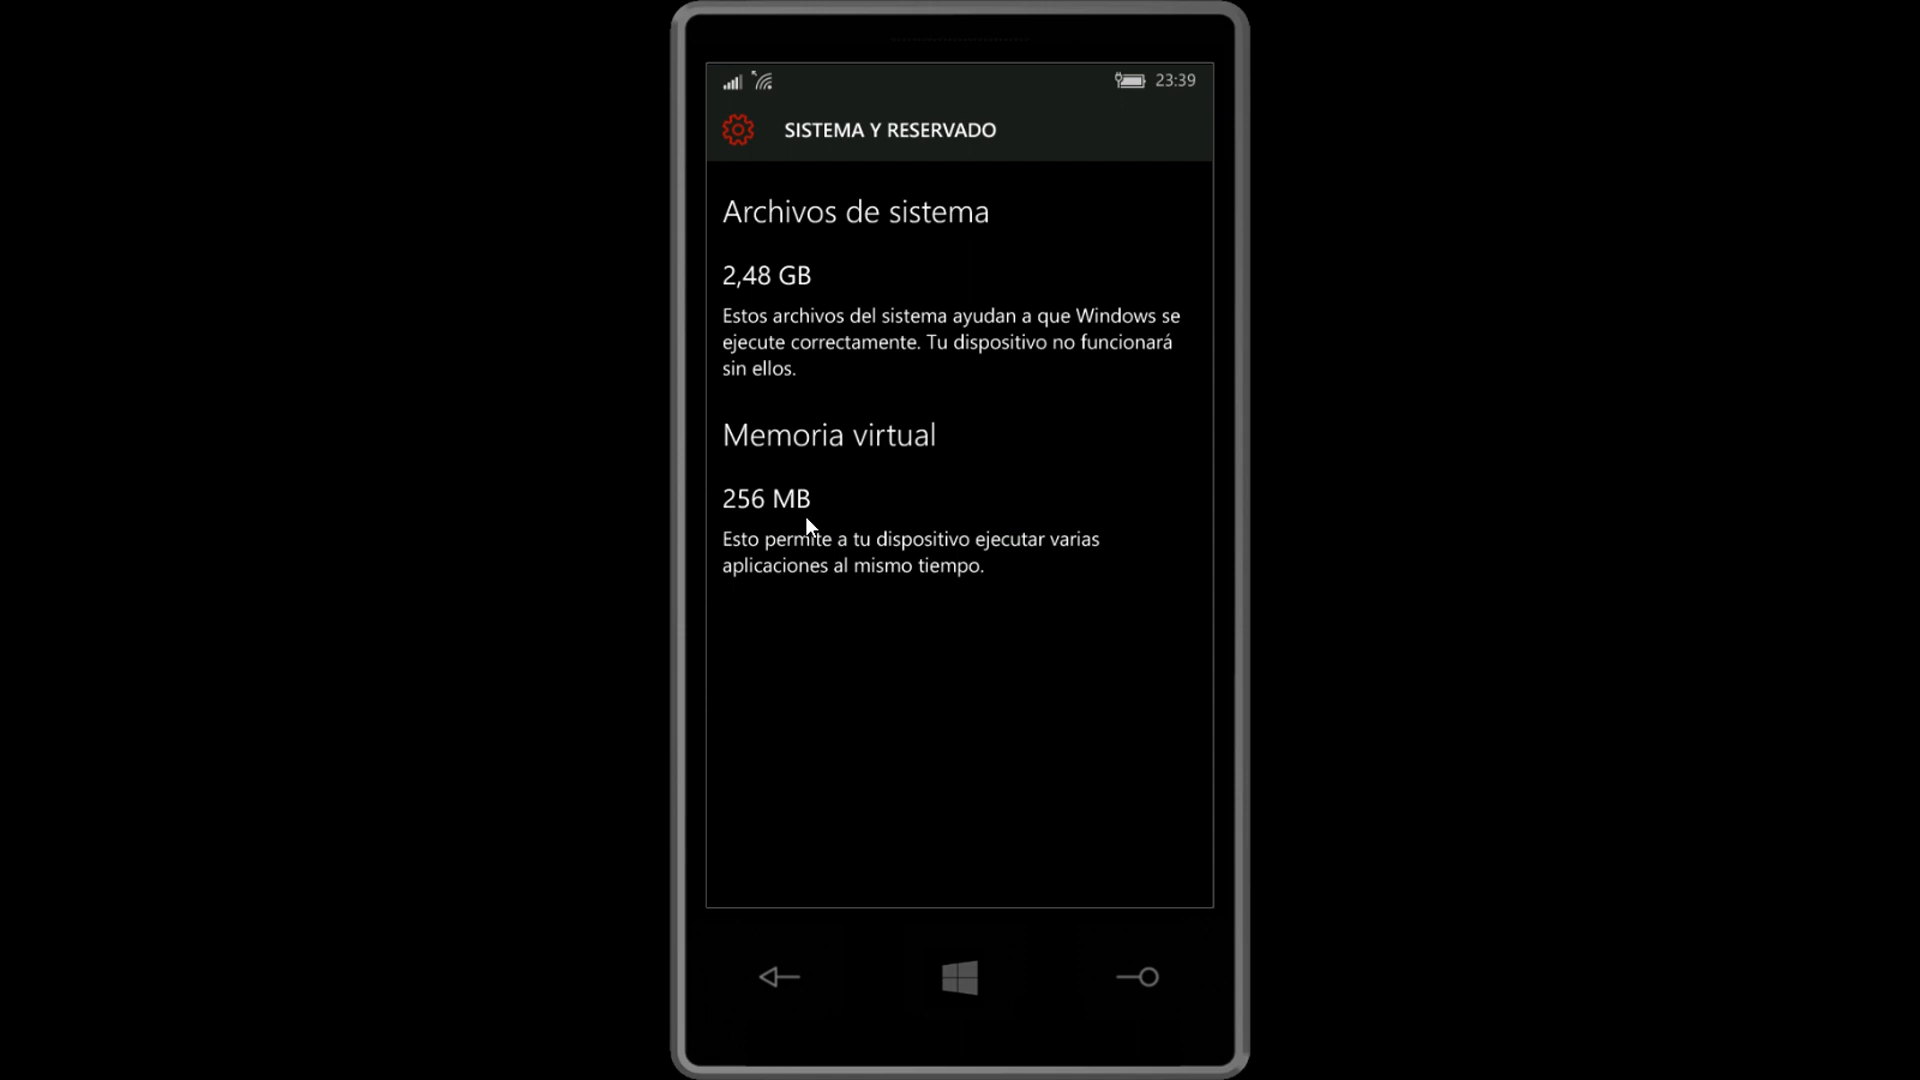 23:39
SISTEMA Y RESERVADO
Archivos de sistema
2,48 GB
Estos archivos del sistema ayudan a que Windows se
ejecute correctamente. Tu dispositivo no funcionará
sin ellos.
Memoria virtual
256 MB
Esto permite a tu dispositivo ejecutar varias
aplicaciones al mismo tiempo.